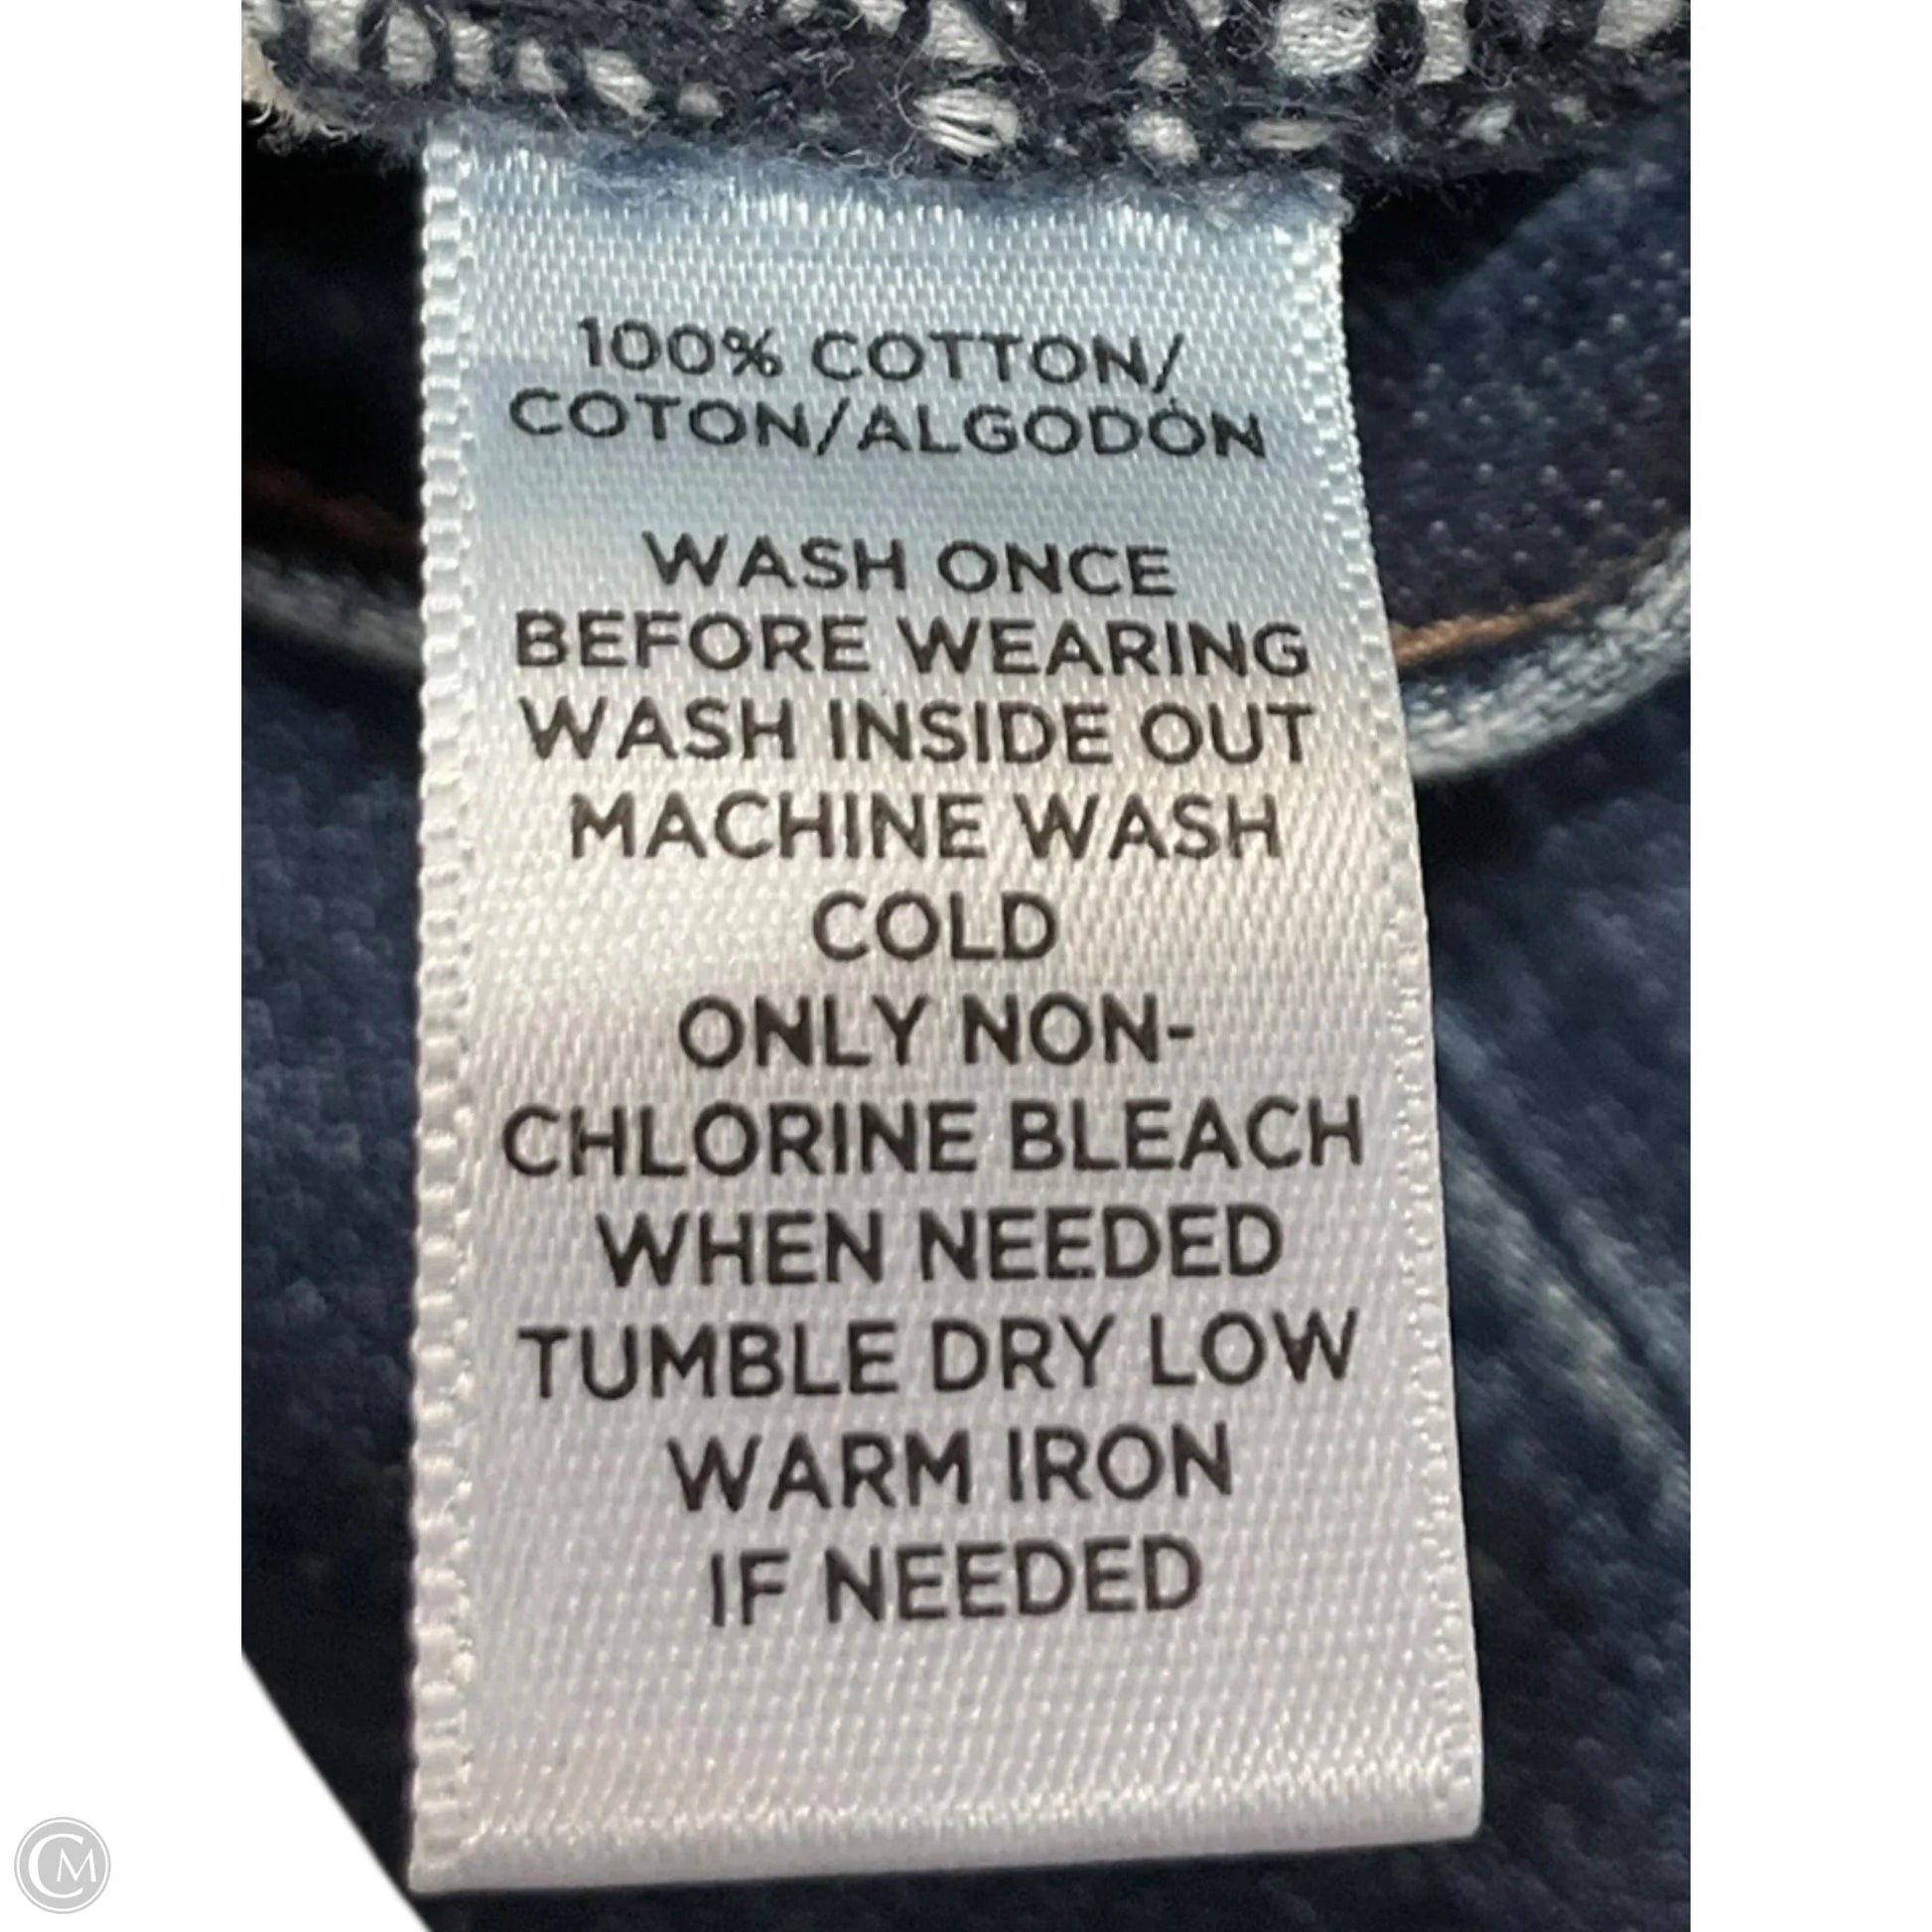 100% COTTON/
COTON/ALGODÓN
WASH ONCE
BEFORE WEARING
WASH INSIDE OUT
MACHINE WASH
COLD
ONLY NON-
CHLORINE BLEACH
WHEN NEEDED
TUMBLE DRY LOW
WARM IRON
IF NEEDED
CM